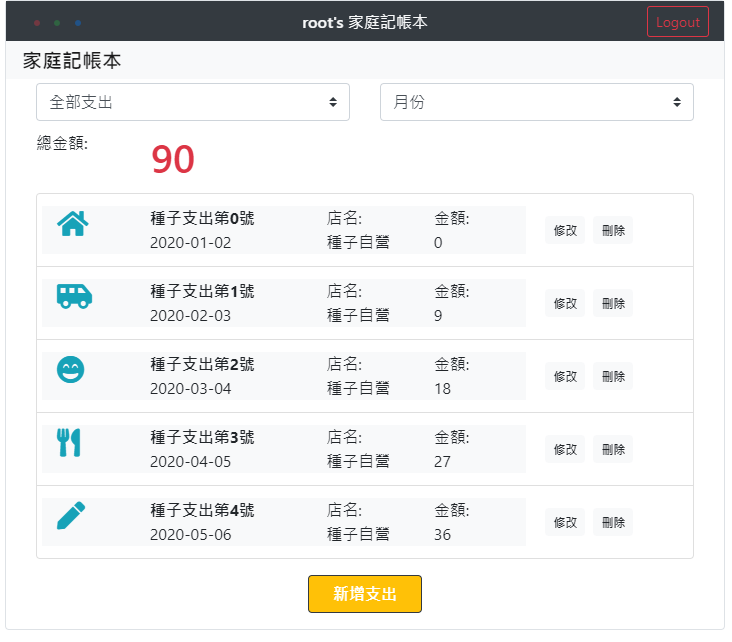 root's 家庭記帳本
Logout
家庭記帳本
全部支出
月份
總金額:
90
種子支出第0號
2020-01-02
店名:
種子自營
金額:
0
修改
刪除
種子支出第1號
2020-02-03
店名:
種子自營
金額:
9
修改
刪除
種子支出第2號
2020-03-04
店名:
種子自營
金額:
18
修改
刪除
種子支出第3號
2020-04-05
店名:
種子自營
金額:
27
修改
刪除
種子支出第4號
2020-05-06
店名:
種子自營
金額:
36
修改
刪除
新增支出